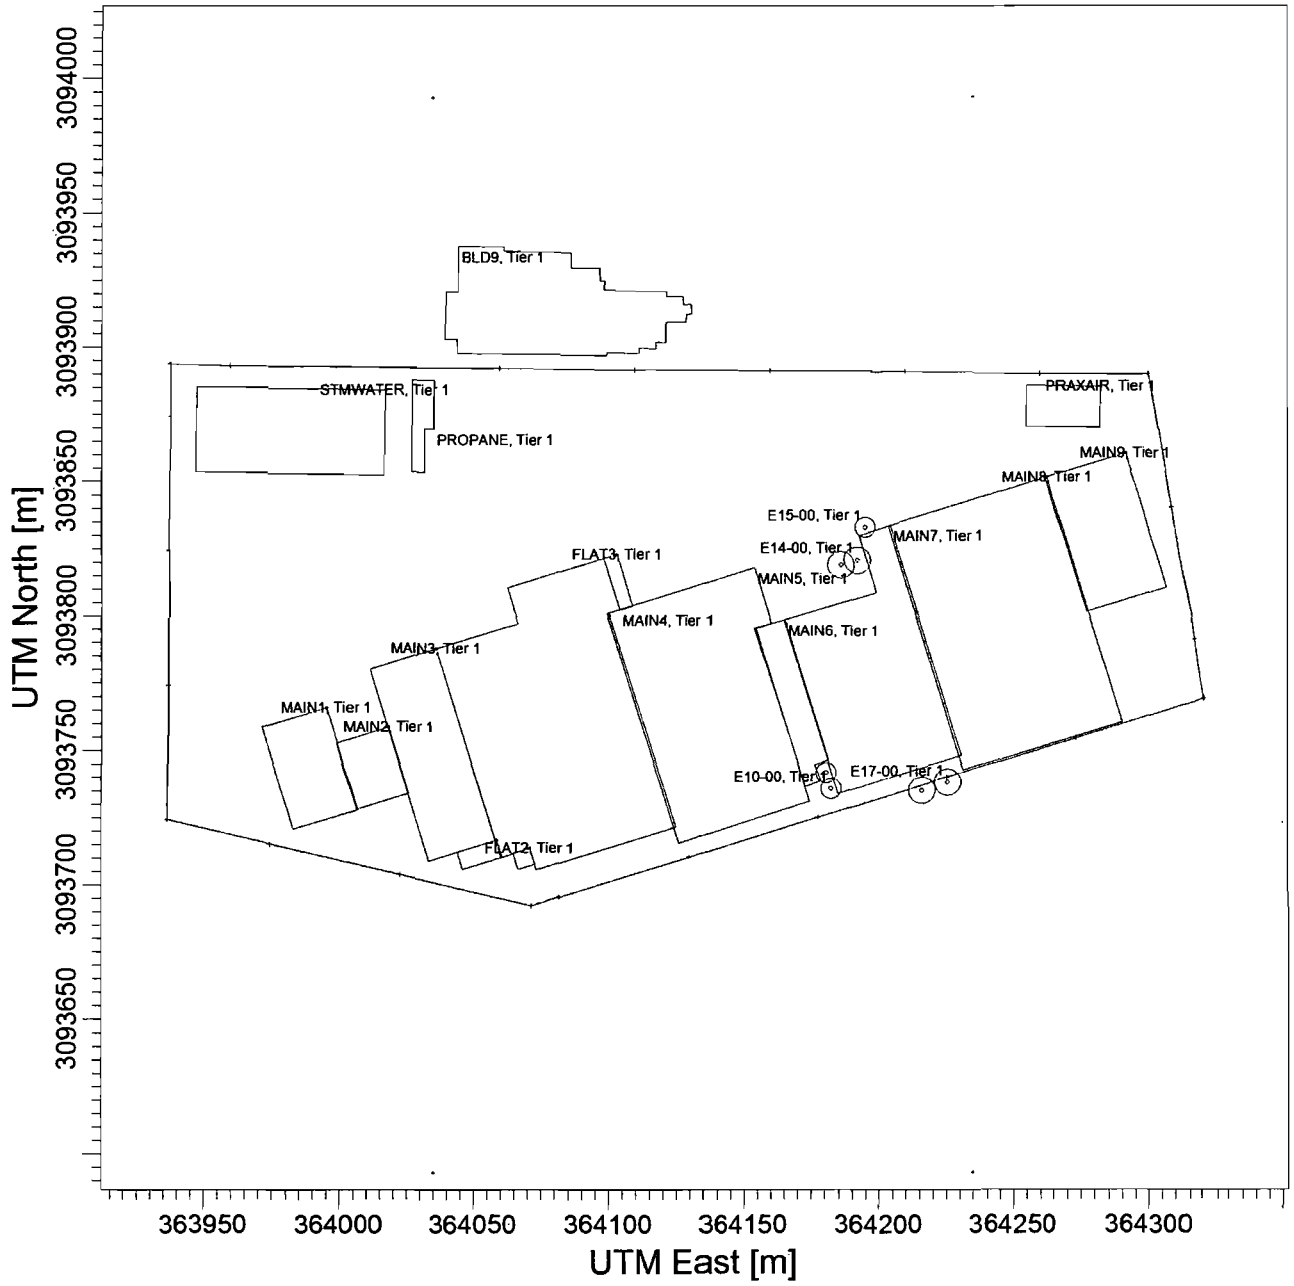 3094000
3093950
BLD9, Tier 1
3093900
STMWATER, Tier 1
PRAXAIR, Tier 1
PROPANE, Tier 1
MAIN9, Tier 1
3093850
MAIN8, Tier 1
E15-00, Tier 1
MAIN7, Tier 1
E14-00, Tier 1
FLAT3, Tier 1
MAIN5, Tier 1
3093800
MAIN4, Tier 1
MAIN6, Tier 1
MAIN3, Tier 1
MAIN1, Tier 1
MAIN2, Tier 1
3093750
E10-00, Tier 1
E17-00, Tier 1
FLAT2, Tier 1
3093700
3093650
UTM North [m]
363950 364000 364050 364100 364150 364200 364250 364300
UTM East [m]